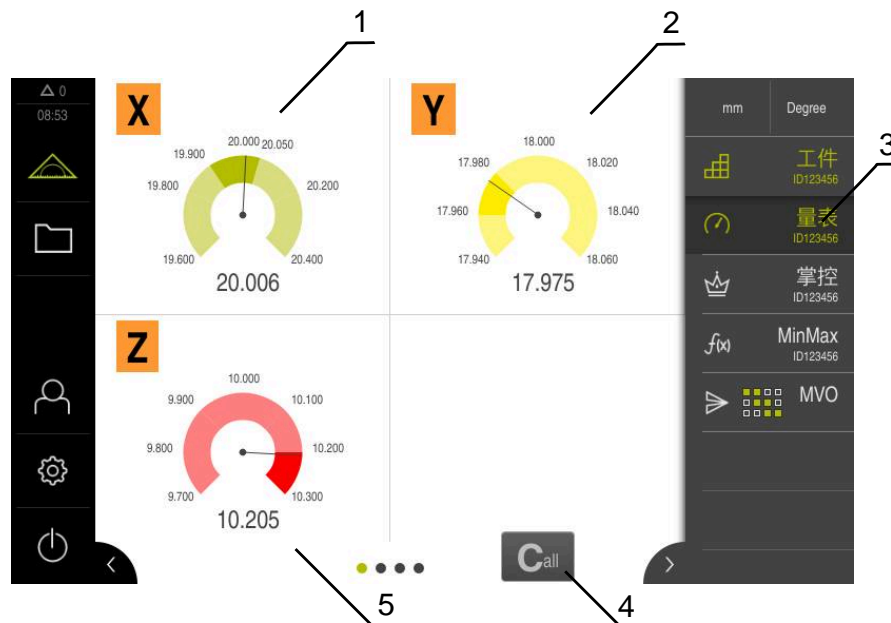 1
2
△ 0
08:53
X
20.000
20.050
19.900
19.800
20.200
19.600
20.400
20.006
Y
18.000
17.980
18.020
17.960
18.040
17.940
18.060
17.975
mm
Degree
工件
ID123456
3
量表
ID123456
掌控
ID123456
f(x)
MinMax
ID123456
MVO
Z
10.000
9.900
10.100
9.800
10.200
9.700
10.300
10.205
Call
5
4